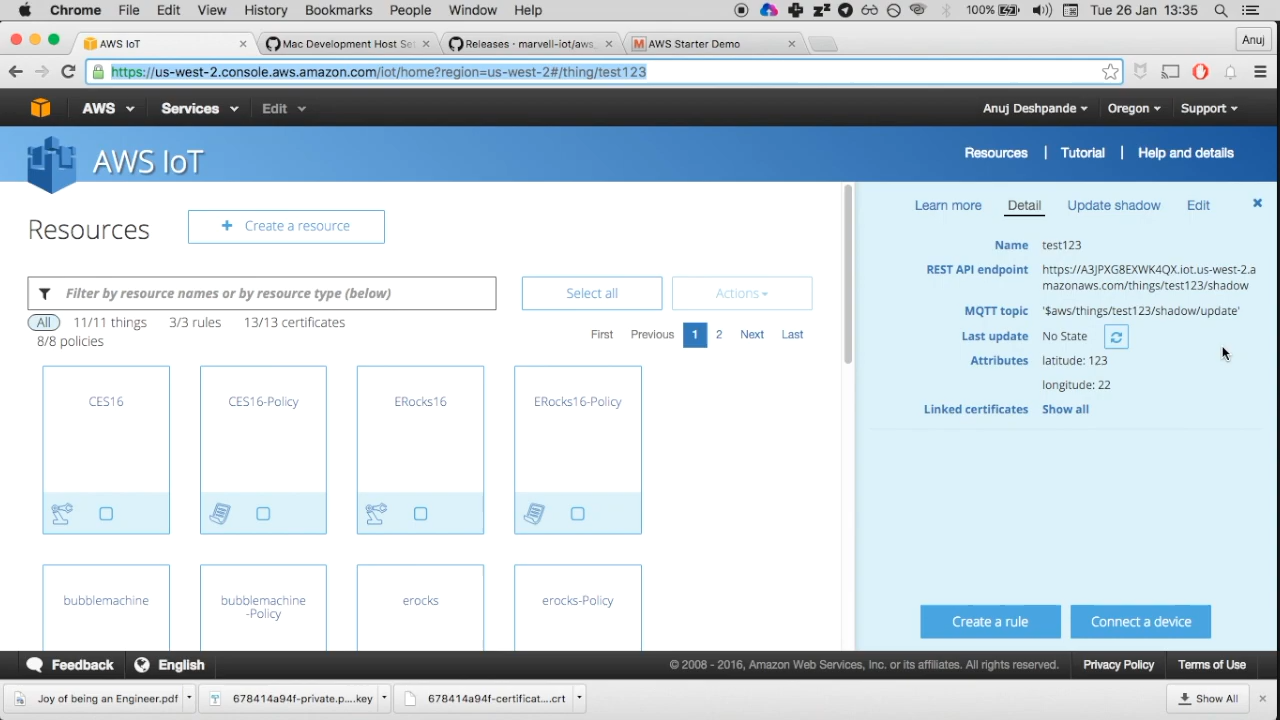 Chrome File Edit View History Bookmarks People Window Help 100% Tue 26 Jan 13:35
AWS IoT
Mac Development Host Set
Releases · marvell-iot/aws_
AWS Starter Demo
Anuj
https://us-west-2.console.aws.amazon.com/iot/home?region=us-west-2#/thing/test123
AWS Services Edit Anuj Deshpande Oregon Support
AWS IoT
Resources | Tutorial | Help and details
Resources
+ Create a resource
Filter by resource names or by resource type (below)
Select all
Actions
All 11/11 things 3/3 rules 13/13 certificates
8/8 policies
First Previous 1 2 Next Last
CES16
CES16-Policy
ERocks16
ERocks16-Policy
bubblemachine
bubblemachine
-Policy
erocks
erocks-Policy
Learn more Detail Update shadow Edit
Name test123
REST API endpoint https://A3JPXG8EXWK4QX.iot.us-west-2.a
mazonaws.com/things/test123/shadow
MQTT topic '$aws/things/test123/shadow/update'
Last update No State
Attributes latitude: 123
longitude: 22
Linked certificates Show all
Create a rule
Connect a device
Feedback English © 2008 - 2016, Amazon Web Services, Inc. or its affiliates. All rights reserved. Privacy Policy Terms of Use
Joy of being an Engineer.pdf
678414a94f-private.p....key
678414a94f-certificat....crt
Show All